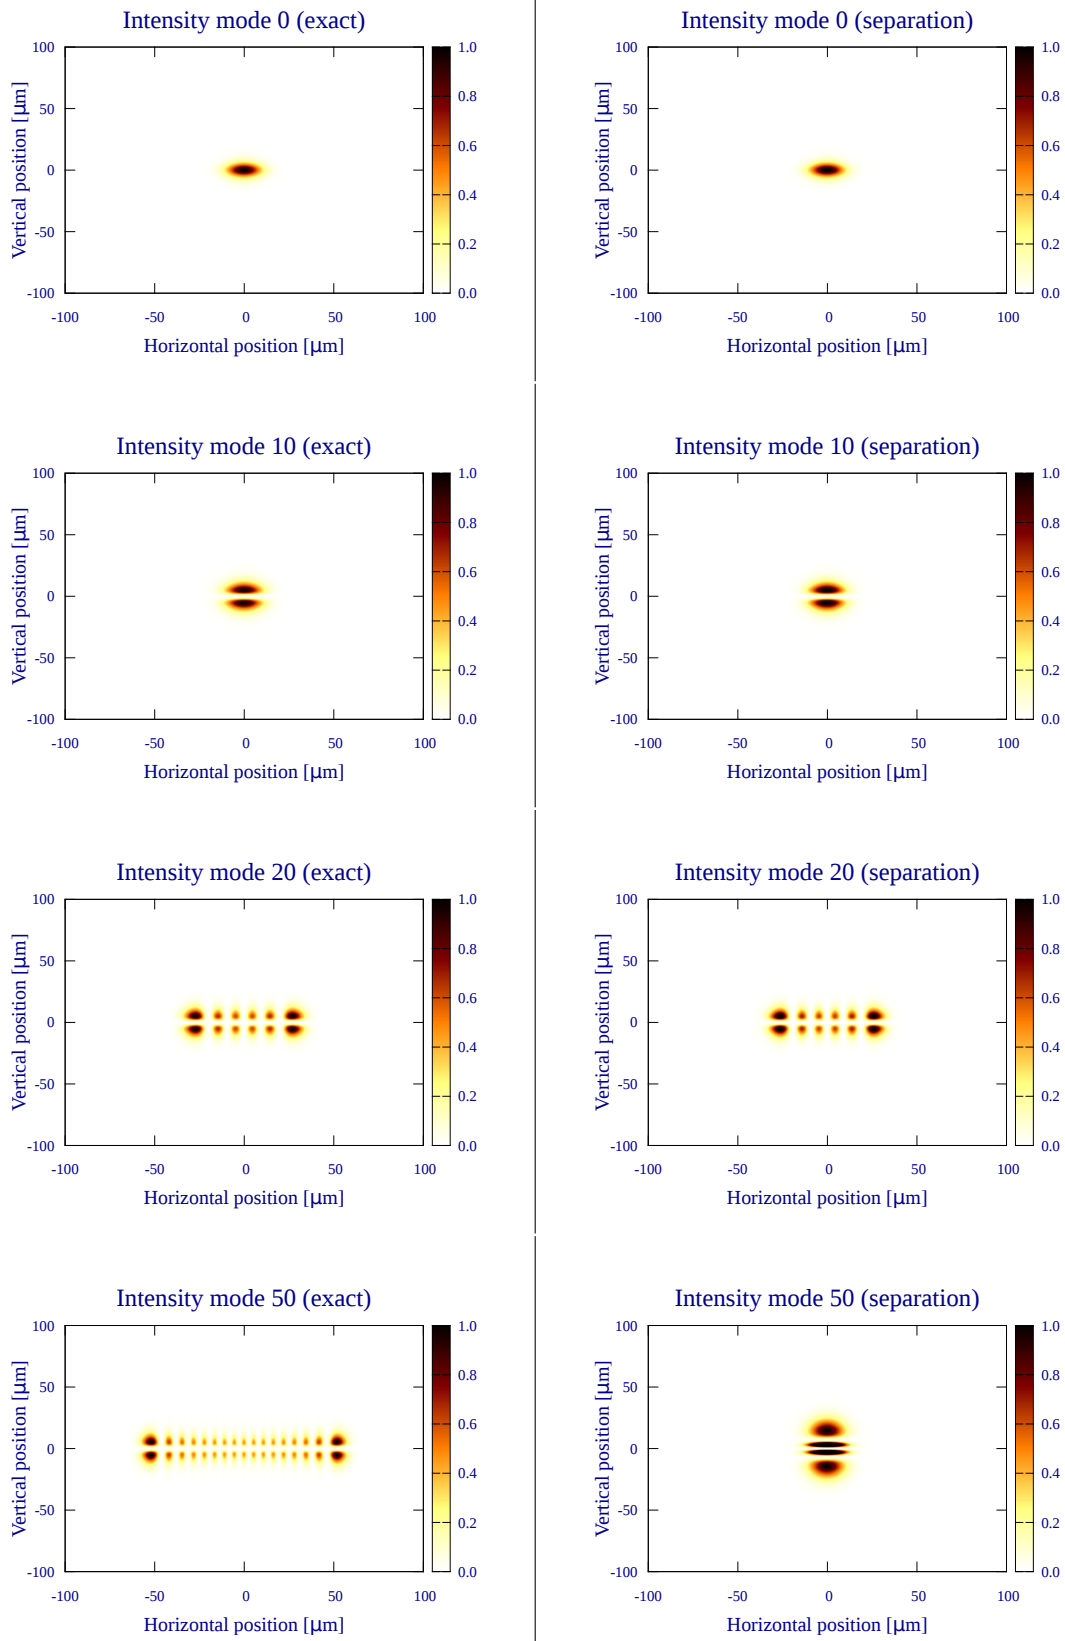 Intensity mode 0 (exact)
Vertical position [μm]
100
50
0
-50
-100
-100 -50 0 50 100
Horizontal position [μm]
1.0
0.8
0.6
0.4
0.2
0.0
Intensity mode 0 (separation)
Vertical position [μm]
100
50
0
-50
-100
-100 -50 0 50 100
Horizontal position [μm]
1.0
0.8
0.6
0.4
0.2
0.0
Intensity mode 10 (exact)
Vertical position [μm]
100
50
0
-50
-100
-100 -50 0 50 100
Horizontal position [μm]
1.0
0.8
0.6
0.4
0.2
0.0
Intensity mode 10 (separation)
Vertical position [μm]
100
50
0
-50
-100
-100 -50 0 50 100
Horizontal position [μm]
1.0
0.8
0.6
0.4
0.2
0.0
Intensity mode 20 (exact)
Vertical position [μm]
100
50
0
-50
-100
-100 -50 0 50 100
Horizontal position [μm]
1.0
0.8
0.6
0.4
0.2
0.0
Intensity mode 20 (separation)
Vertical position [μm]
100
50
0
-50
-100
-100 -50 0 50 100
Horizontal position [μm]
1.0
0.8
0.6
0.4
0.2
0.0
Intensity mode 50 (exact)
Vertical position [μm]
100
50
0
-50
-100
-100 -50 0 50 100
Horizontal position [μm]
1.0
0.8
0.6
0.4
0.2
0.0
Intensity mode 50 (separation)
Vertical position [μm]
100
50
0
-50
-100
-100 -50 0 50 100
Horizontal position [μm]
1.0
0.8
0.6
0.4
0.2
0.0